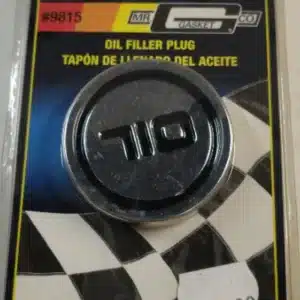 #9815
MR GASKET CO
OIL FILLER PLUG
TAPÓN DE LLENADO DEL ACEITE
OIL